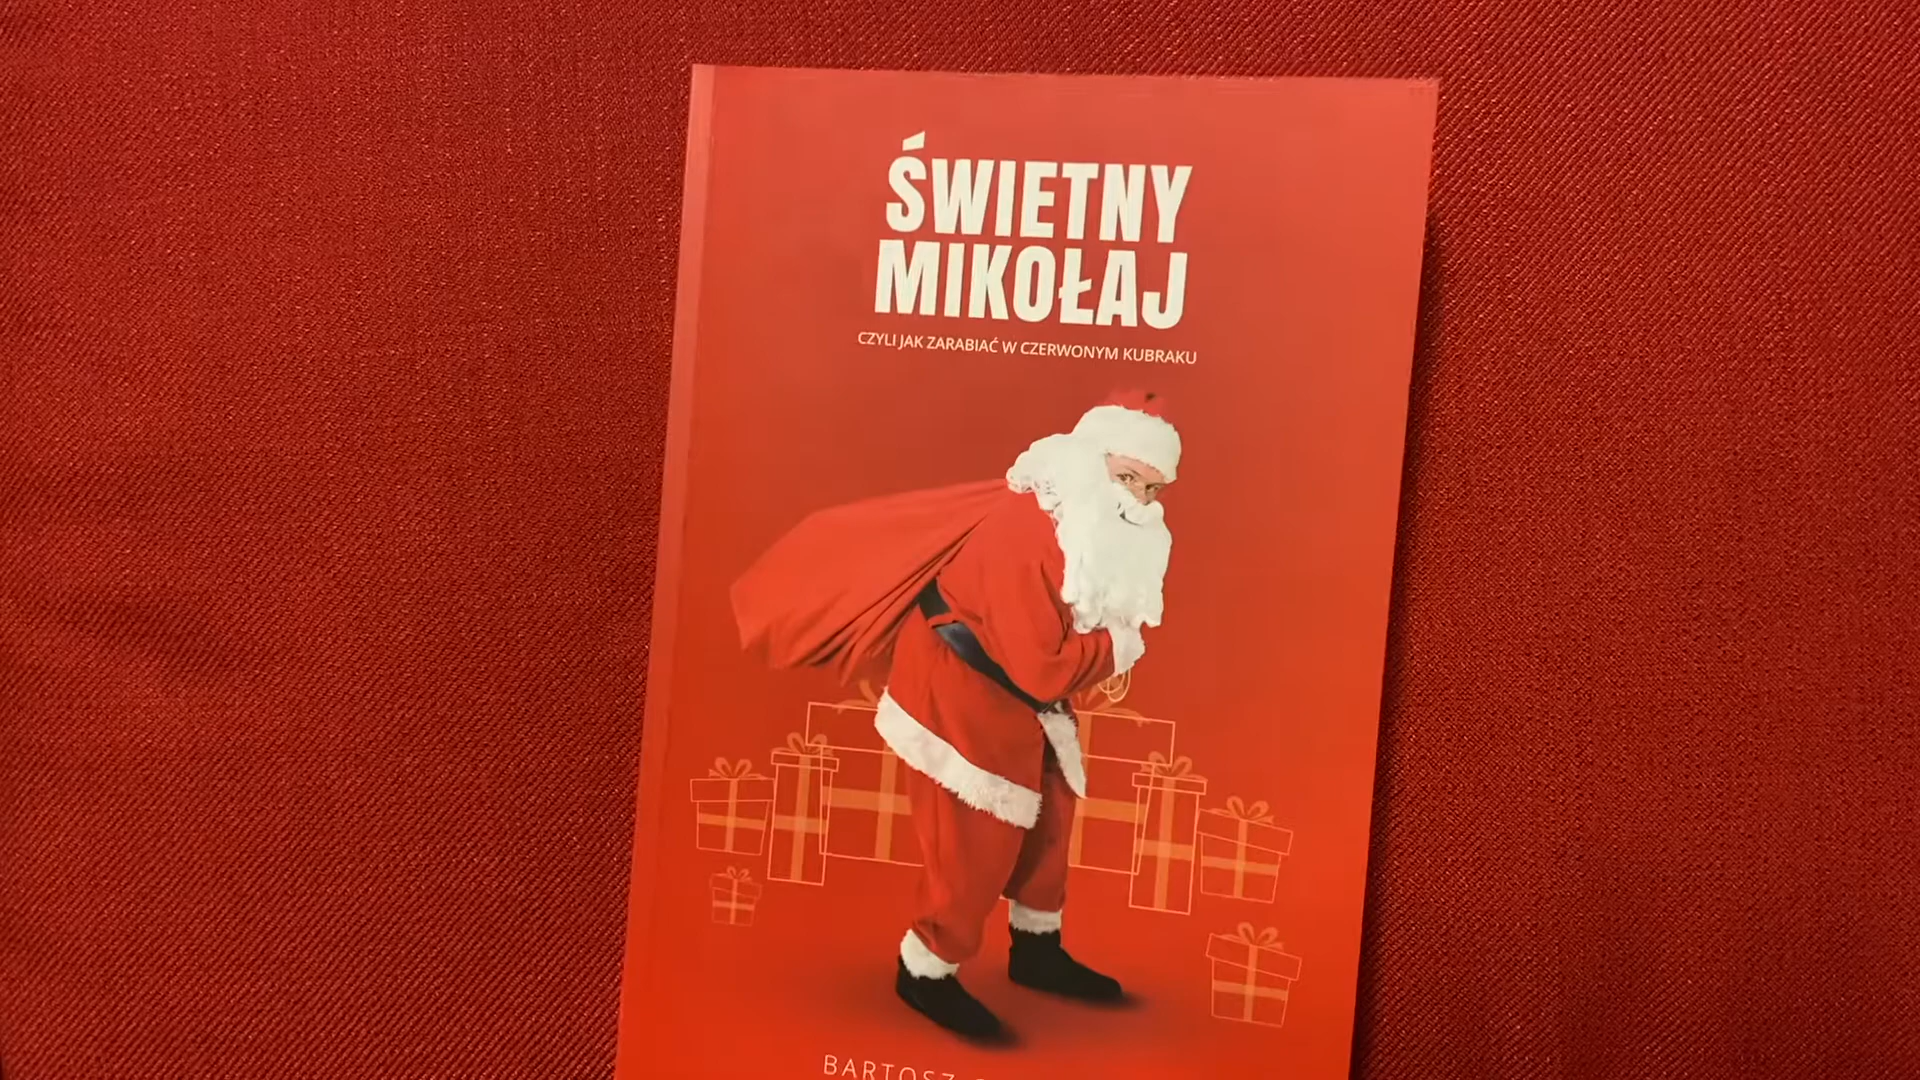 ŚWIETNY
MIKOŁAJ
CZYLI JAK ZARABIAĆ W CZERWONYM KUBRAKU
BARTOSZ